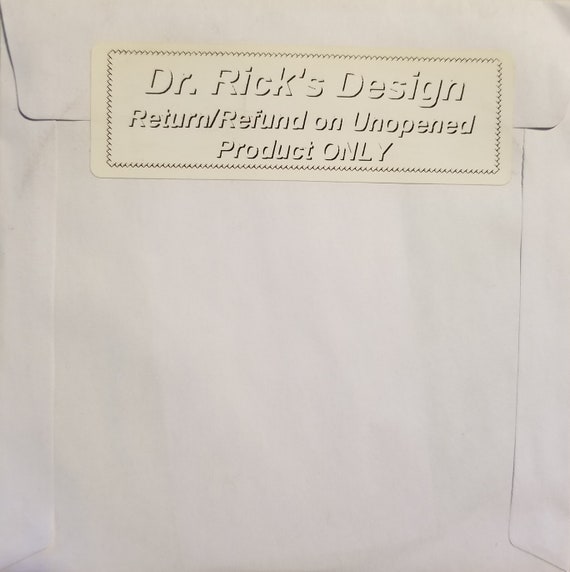 Dr. Rick's Design
Return/Refund on Unopened
Product ONLY